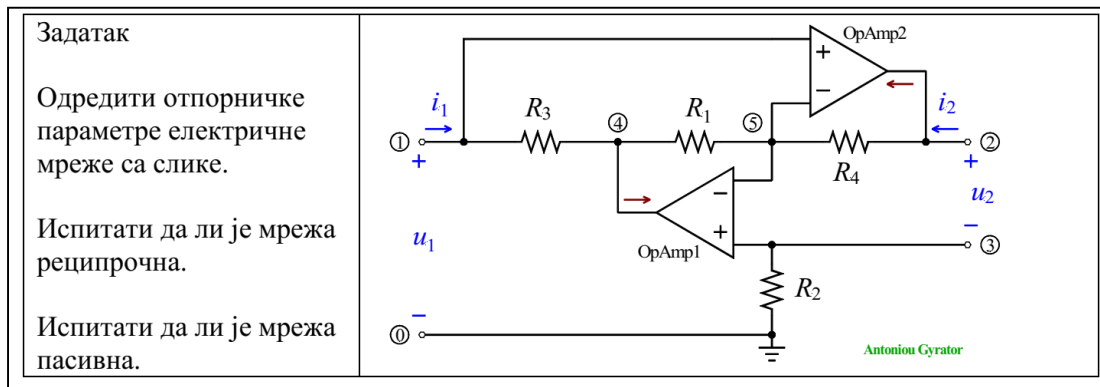 Задатак
Одредити отпорничке
параметре електричне
мреже са слике.
Испитати да ли је мрежа
реципрочна.
Испитати да ли је мрежа
пасивна.
OpAmp2
+
−
i1
R3
④
R1
⑤
i2
①
②
+
R4
+
−
u2
u1
+
−
③
OpAmp1
R2
−
⓪
Antoniou Gyrator